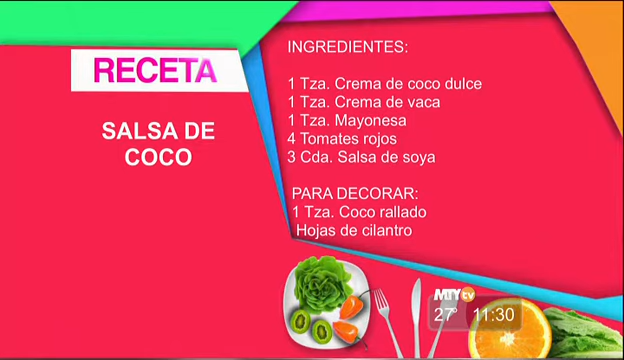 RECETA
SALSA DE
COCO
INGREDIENTES:
1 Tza. Crema de coco dulce
1 Tza. Crema de vaca
1 Tza. Mayonesa
4 Tomates rojos
3 Cda. Salsa de soya
PARA DECORAR:
1 Tza. Coco rallado
Hojas de cilantro
MTY tv
27° 11:30